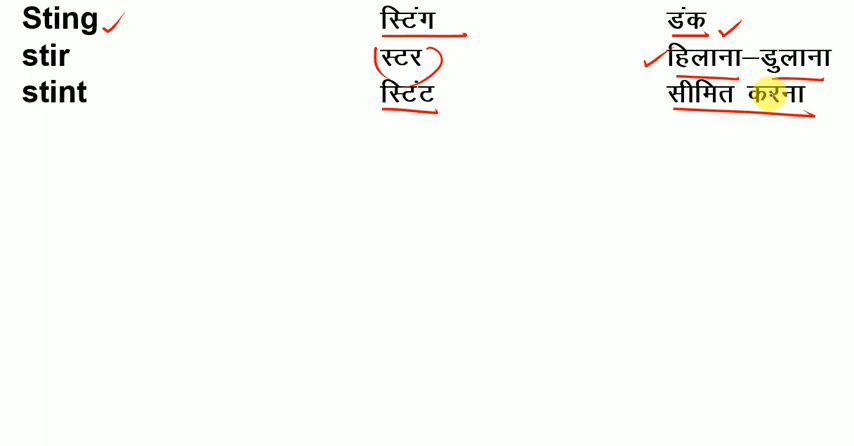 Sting स्टिंग डंक
stir स्टर हिलाना–डुलाना
stint स्टिंट सीमित करना